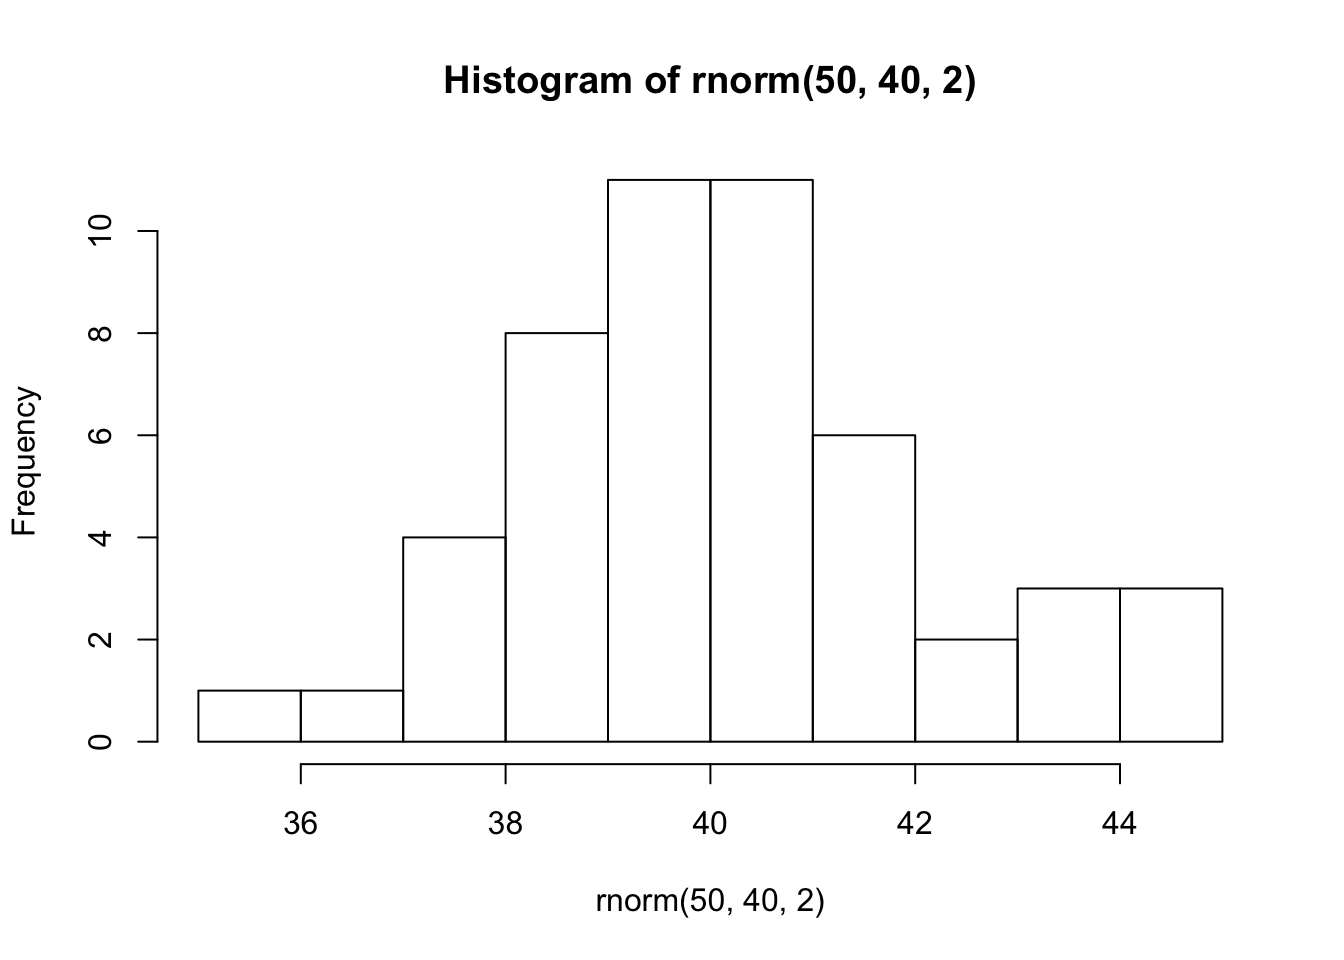 Histogram of rnorm(50, 40, 2)
10
8
6
4
2
0
Frequency
36 38 40 42 44
rnorm(50, 40, 2)